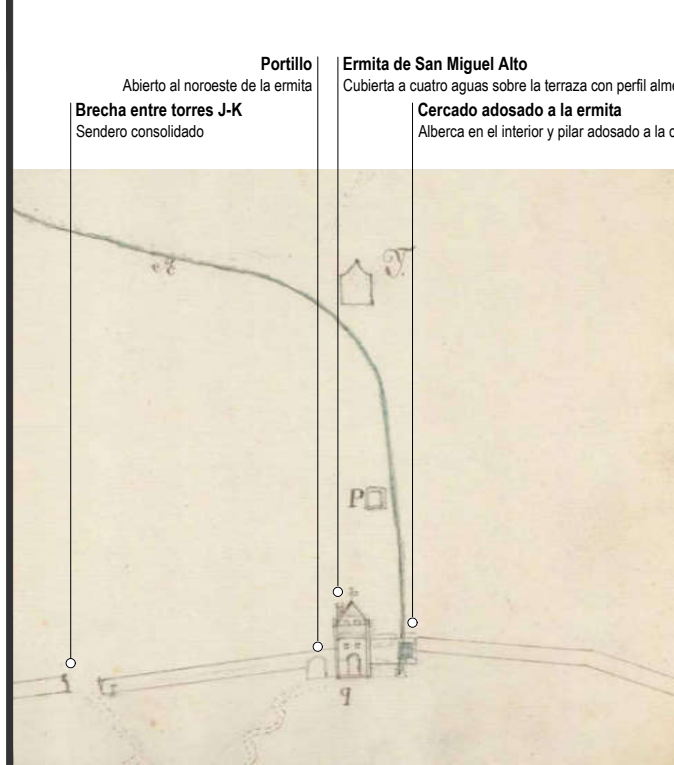 Portillo
Abierto al noroeste de la ermita
Ermita de San Miguel Alto
Cubierta a cuatro aguas sobre la terraza con perfil alme
Brecha entre torres J-K
Sendero consolidado
Cercado adosado a la ermita
Alberca en el interior y pilar adosado a la c
P
q